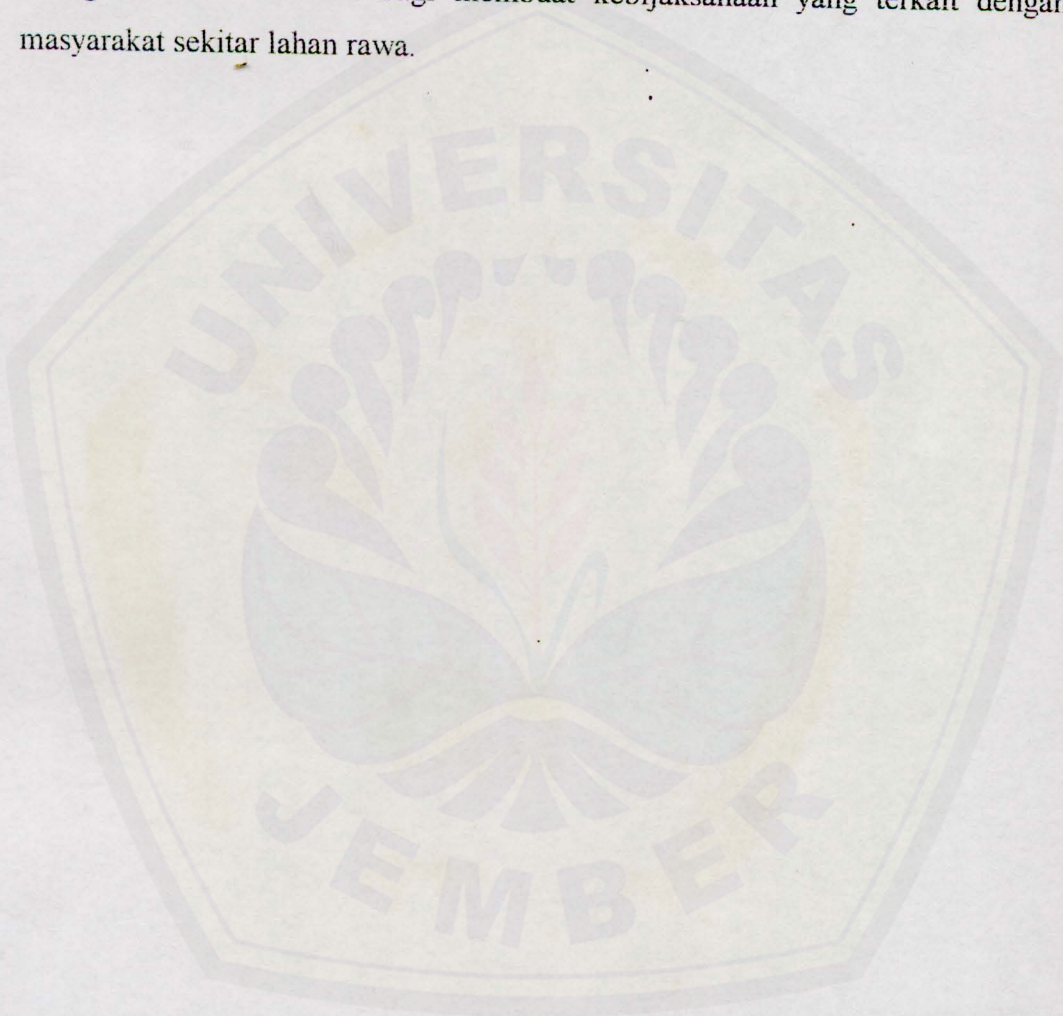 membuat kebijaksanaan yang terkait dengan
masyarakat sekitar lahan rawa.
UNIVERSITAS
JEMBER